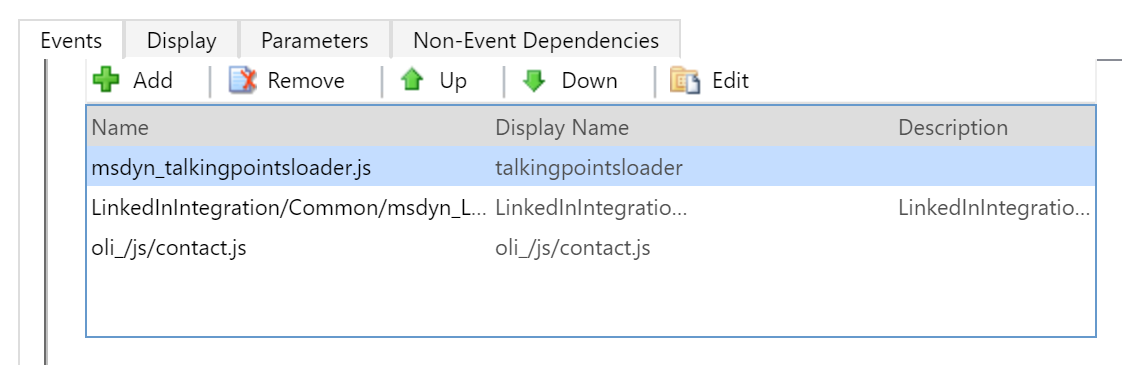 Events Display Parameters Non-Event Dependencies
Add Remove Up Down Edit
Name Display Name Description
msdyn_talkingpointsloader.js talkingpointsloader
LinkedInIntegration/Common/msdyn_L... LinkedInIntegratio... LinkedInIntegratio...
oli_/js/contact.js oli_/js/contact.js